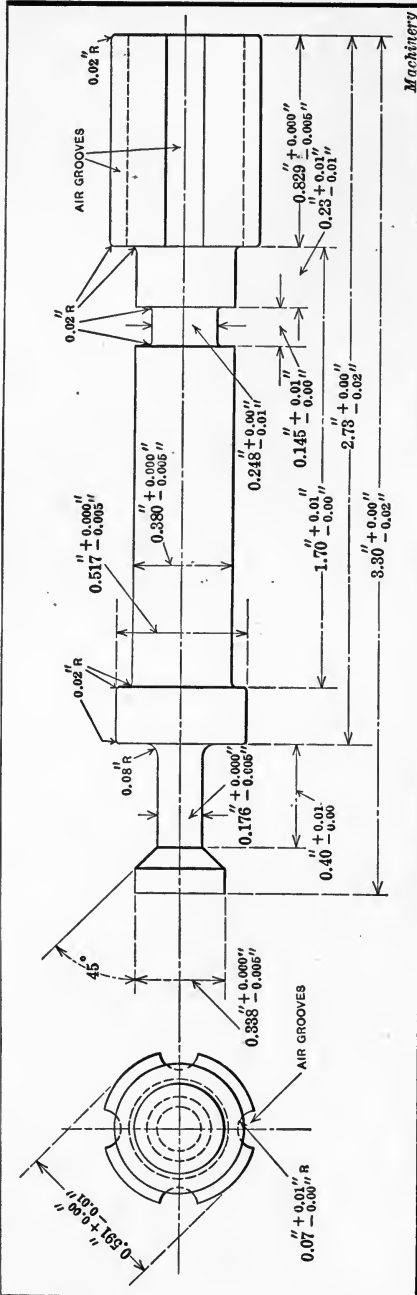 0.02″ R
AIR GROOVES
0.829″ + 0.000″
- 0.005″
0.23″ + 0.01″
- 0.01″
0.02″ R
0.145″ + 0.01″
- 0.00″
0.248″ + 0.00″
- 0.01″
0.380″ + 0.000″
- 0.005″
0.517″ + 0.000″
- 0.005″
1.70″ + 0.01″
- 0.00″
2.73″ + 0.00″
- 0.02″
3.30″ + 0.00″
- 0.02″
0.02″ R
0.08″ R
0.176″ + 0.000″
- 0.005″
0.40″ + 0.01
- 0.00
45°
0.338″ + 0.000″
- 0.005″
0.591″ + 0.00″
- 0.01″
AIR GROOVES
0.07″ + 0.01″ R
- 0.00″
Machinery